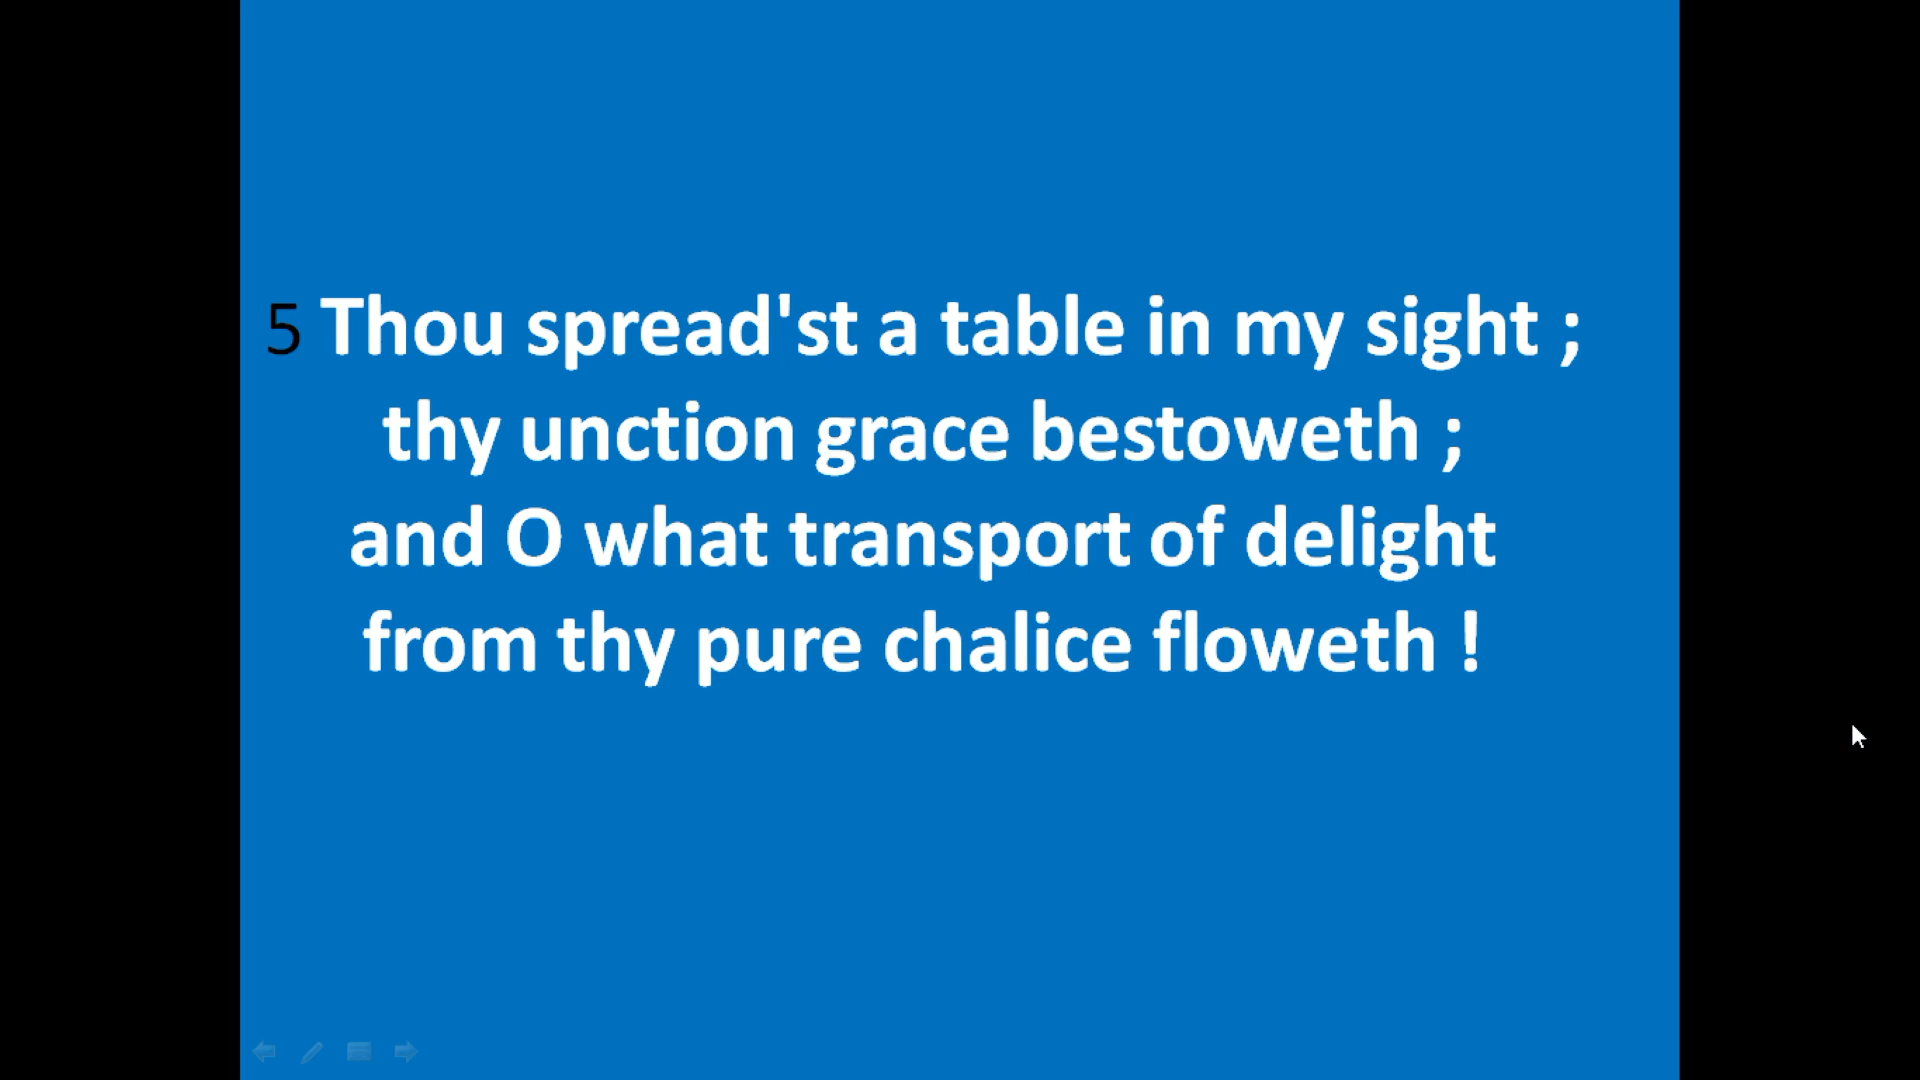 5 Thou spread'st a table in my sight ;
thy unction grace bestoweth ;
and O what transport of delight
from thy pure chalice floweth !